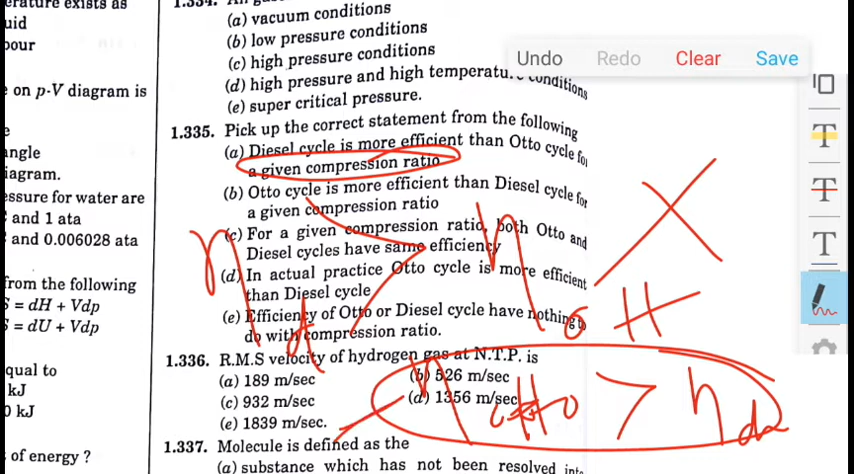 erature exists as
uid
pour
on p-V diagram is
e
angle
iagram.
essure for water are
and 1 ata
and 0.006028 ata
from the following
S = dH + Vdp
S = dU + Vdp
qual to
kJ
0 kJ
of energy ?
1.334.
(a) vacuum conditions
(b) low pressure conditions
(c) high pressure conditions
(d) high pressure and high temperature conditions
(e) super critical pressure.
1.335. Pick up the correct statement from the following
(a) Diesel cycle is more efficient than Otto cycle for
a given compression ratio
(b) Otto cycle is more efficient than Diesel cycle for
a given compression ratio
(c) For a given compression ratio, both Otto and
Diesel cycles have same efficiency
(d) In actual practice Otto cycle is more efficient
than Diesel cycle
(e) Efficiency of Otto or Diesel cycle have nothing to
do with compression ratio.
1.336. R.M.S velocity of hydrogen gas at N.T.P. is
(a) 189 m/sec (b) 526 m/sec
(c) 932 m/sec (d) 1356 m/sec
(e) 1839 m/sec.
1.337. Molecule is defined as the
(a) substance which has not been resolved into
Undo Redo Clear Save
T
T
T
η d > η o tt
η otto > η d